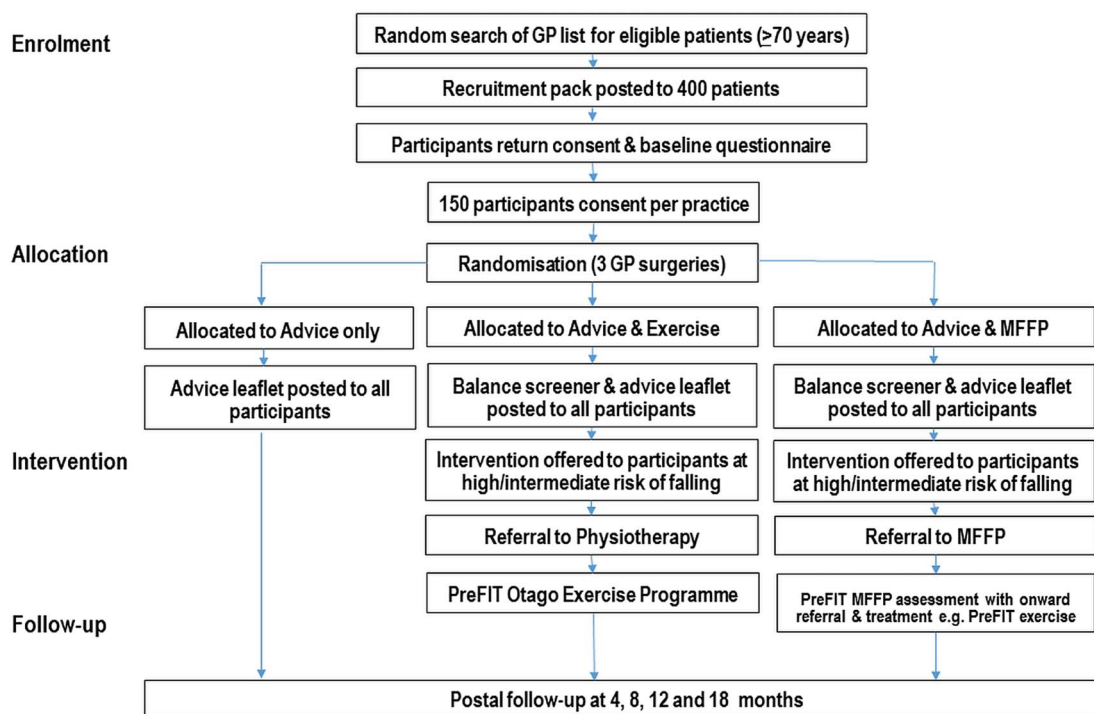 Enrolment
Random search of GP list for eligible patients (≥70 years)
Recruitment pack posted to 400 patients
Participants return consent & baseline questionnaire
150 participants consent per practice
Allocation
Randomisation (3 GP surgeries)
Allocated to Advice only
Allocated to Advice & Exercise
Allocated to Advice & MFFP
Advice leaflet posted to all
participants
Balance screener & advice leaflet
posted to all participants
Balance screener & advice leaflet
posted to all participants
Intervention
Intervention offered to participants at
high/intermediate risk of falling
Intervention offered to participants
at high/intermediate risk of falling
Referral to Physiotherapy
Referral to MFFP
PreFIT Otago Exercise Programme
PreFIT MFFP assessment with onward
referral & treatment e.g. PreFIT exercise
Follow-up
Postal follow-up at 4, 8, 12 and 18 months